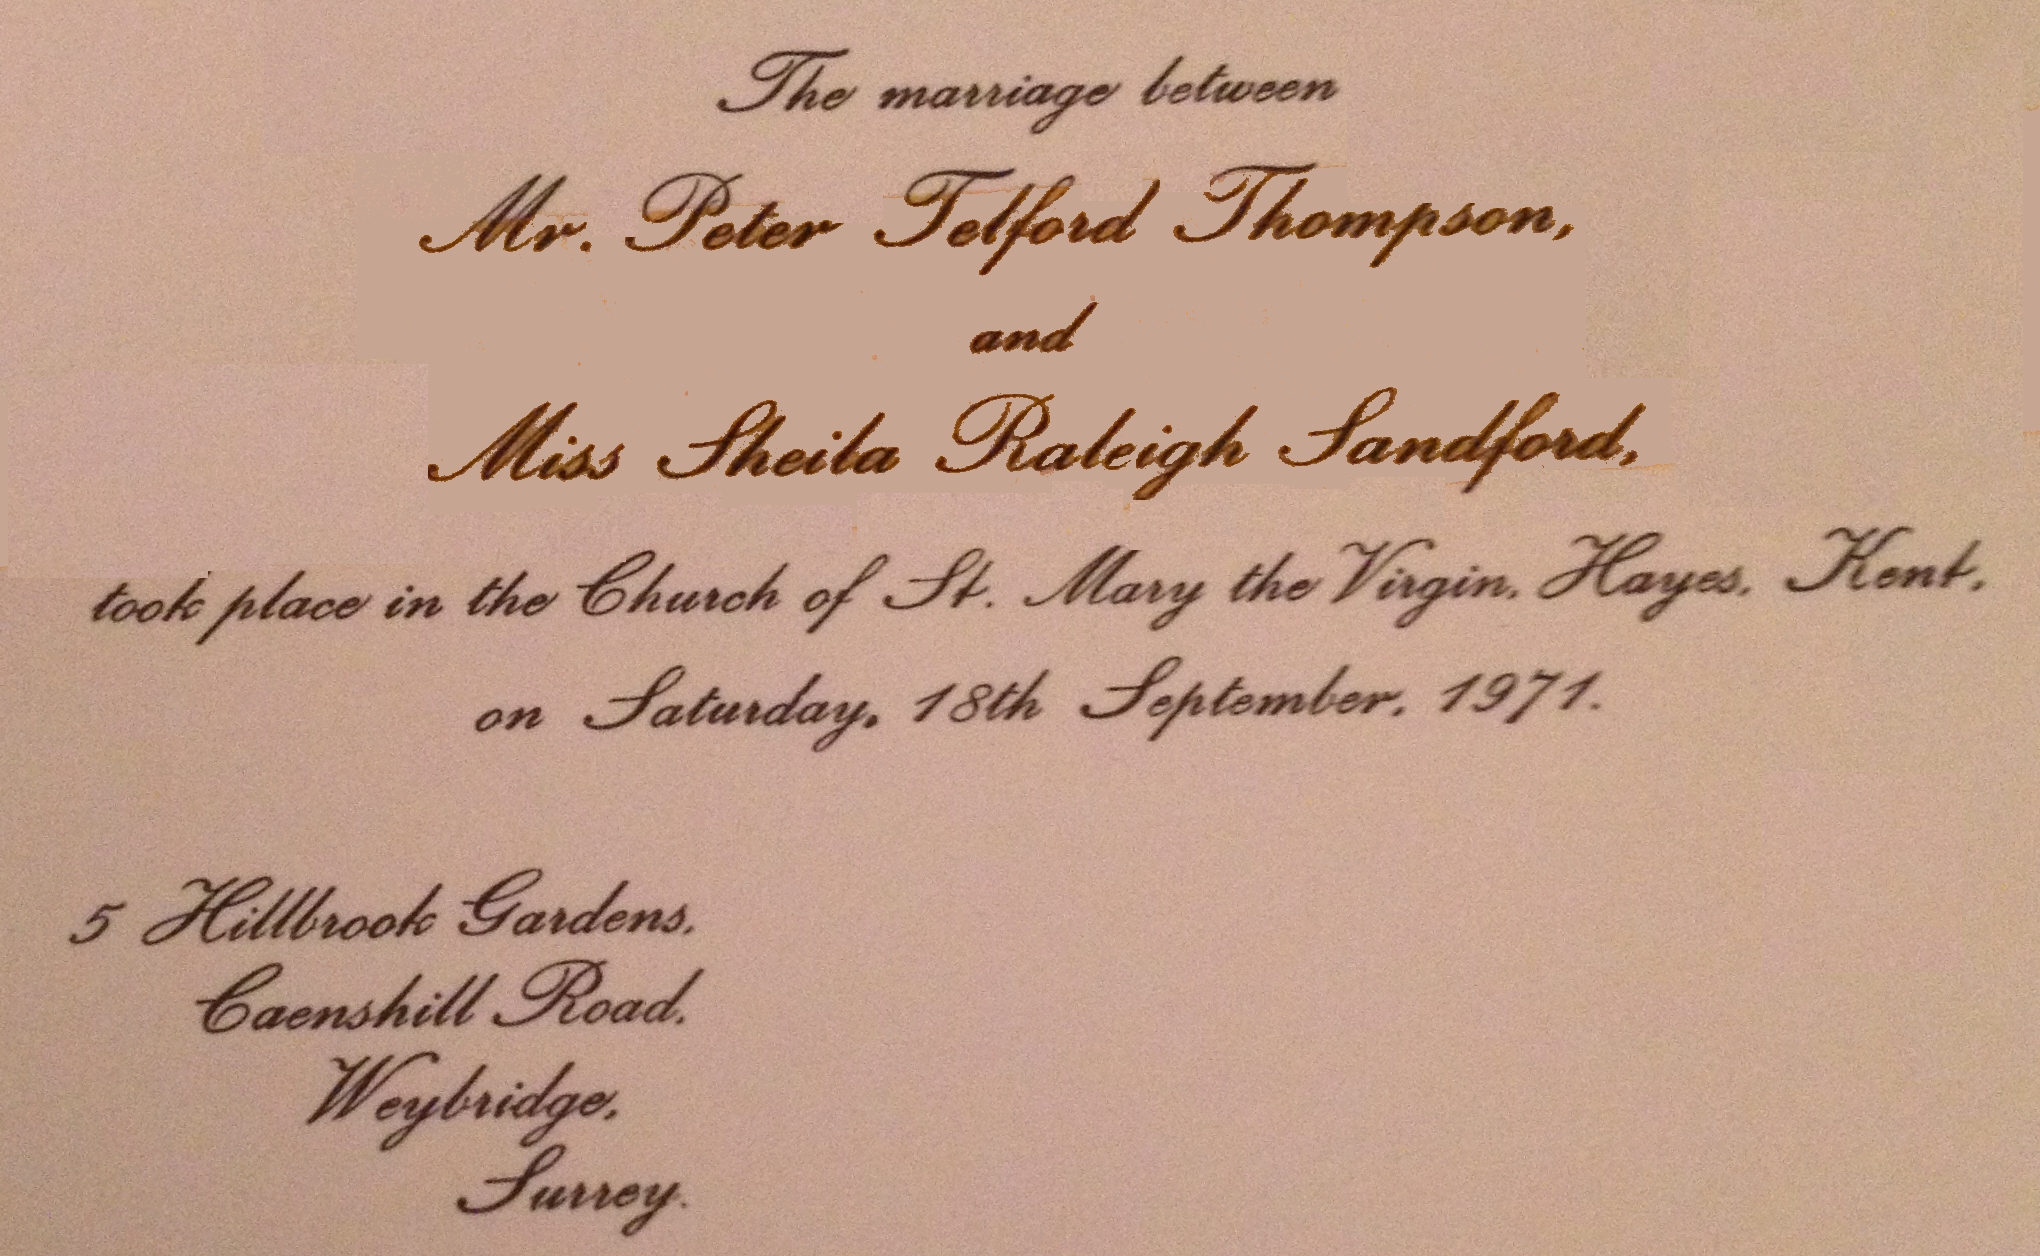 The marriage between
Mr. Peter Telford Thompson,
and
Miss Sheila Raleigh Sandford,
took place in the Church of St. Mary the Virgin, Hayes, Kent,
on Saturday, 18th September, 1971.
5 Hillbrook Gardens,
Caenshill Road,
Weybridge,
Surrey.